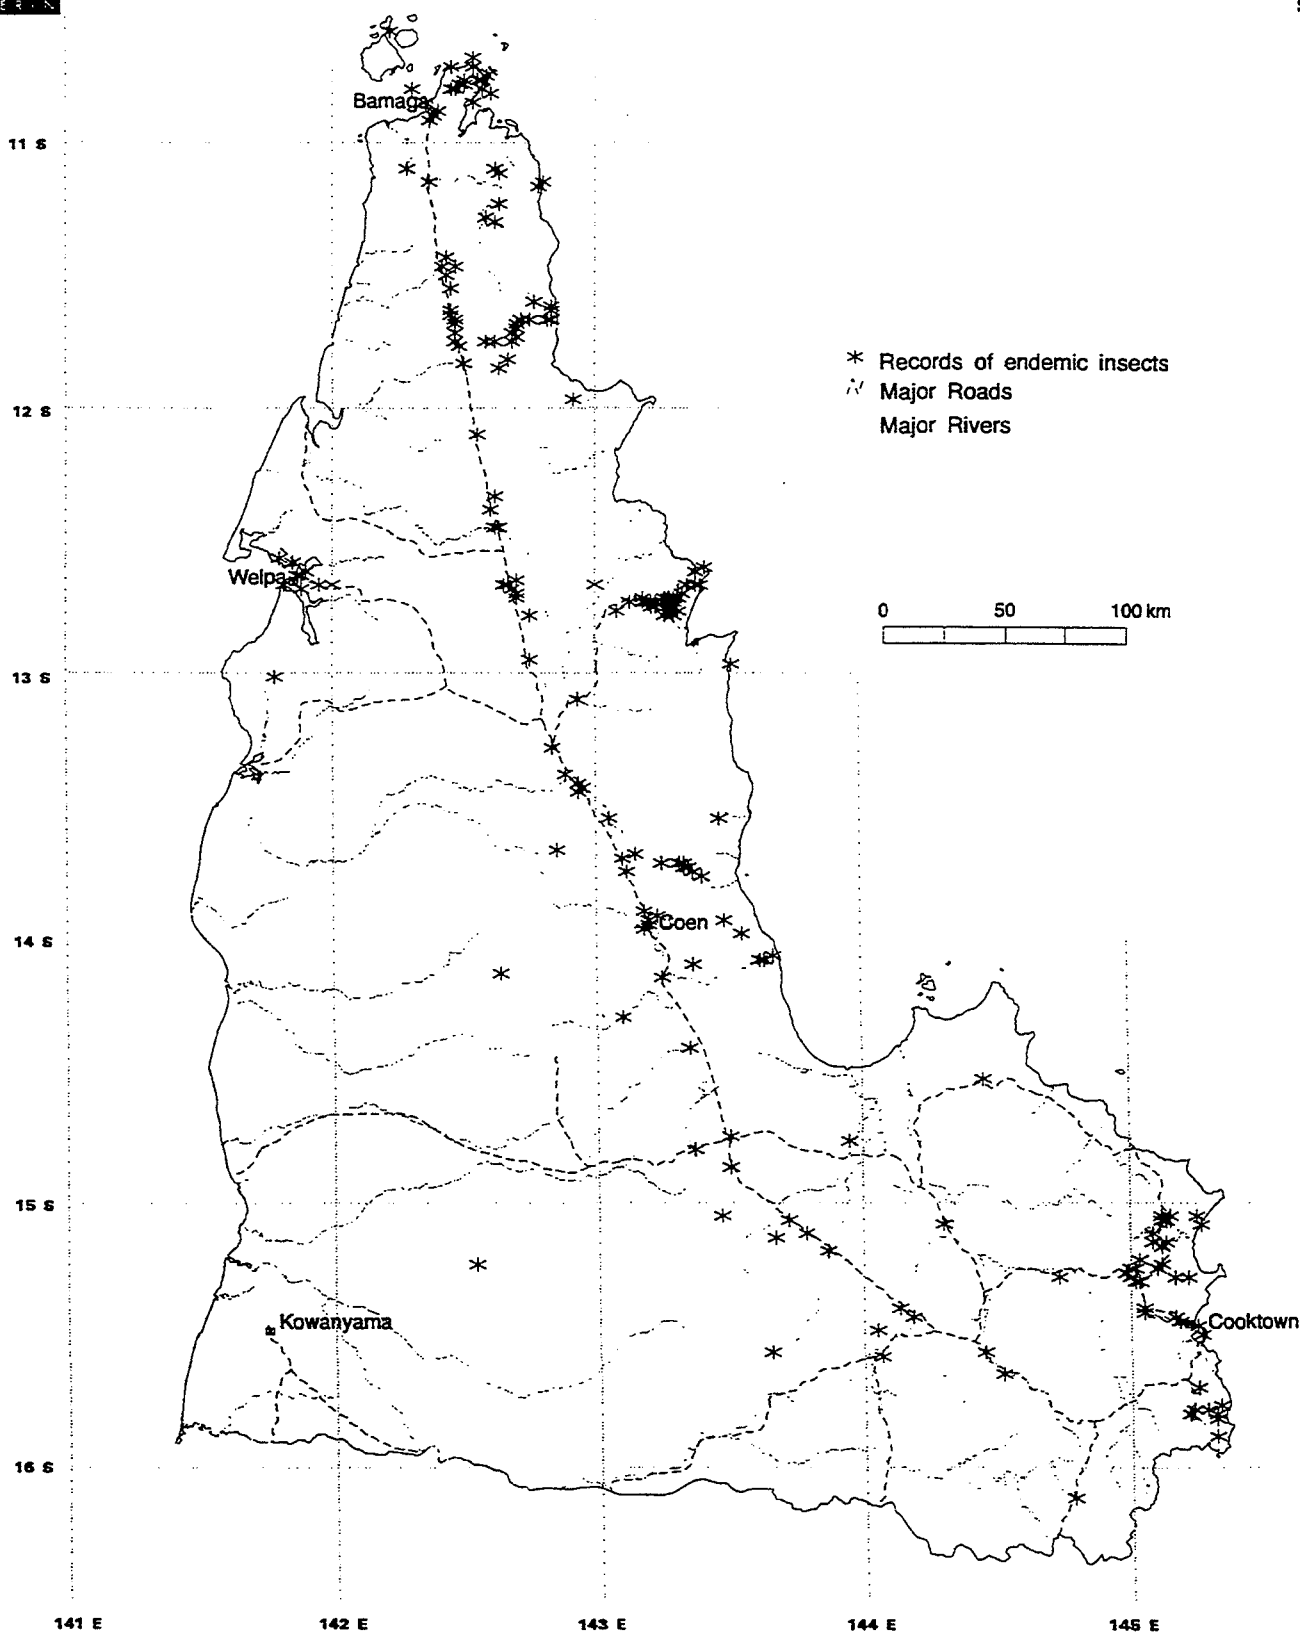 Bamaga
11 S
Records of endemic insects
Major Roads
12 S
Major Rivers
Weipa
0 50 100 km
13 S
Coen
14 S
15 S
Kowanyama
Cooktown
16 S
141 E 142 E 143 E 144 E 145 E